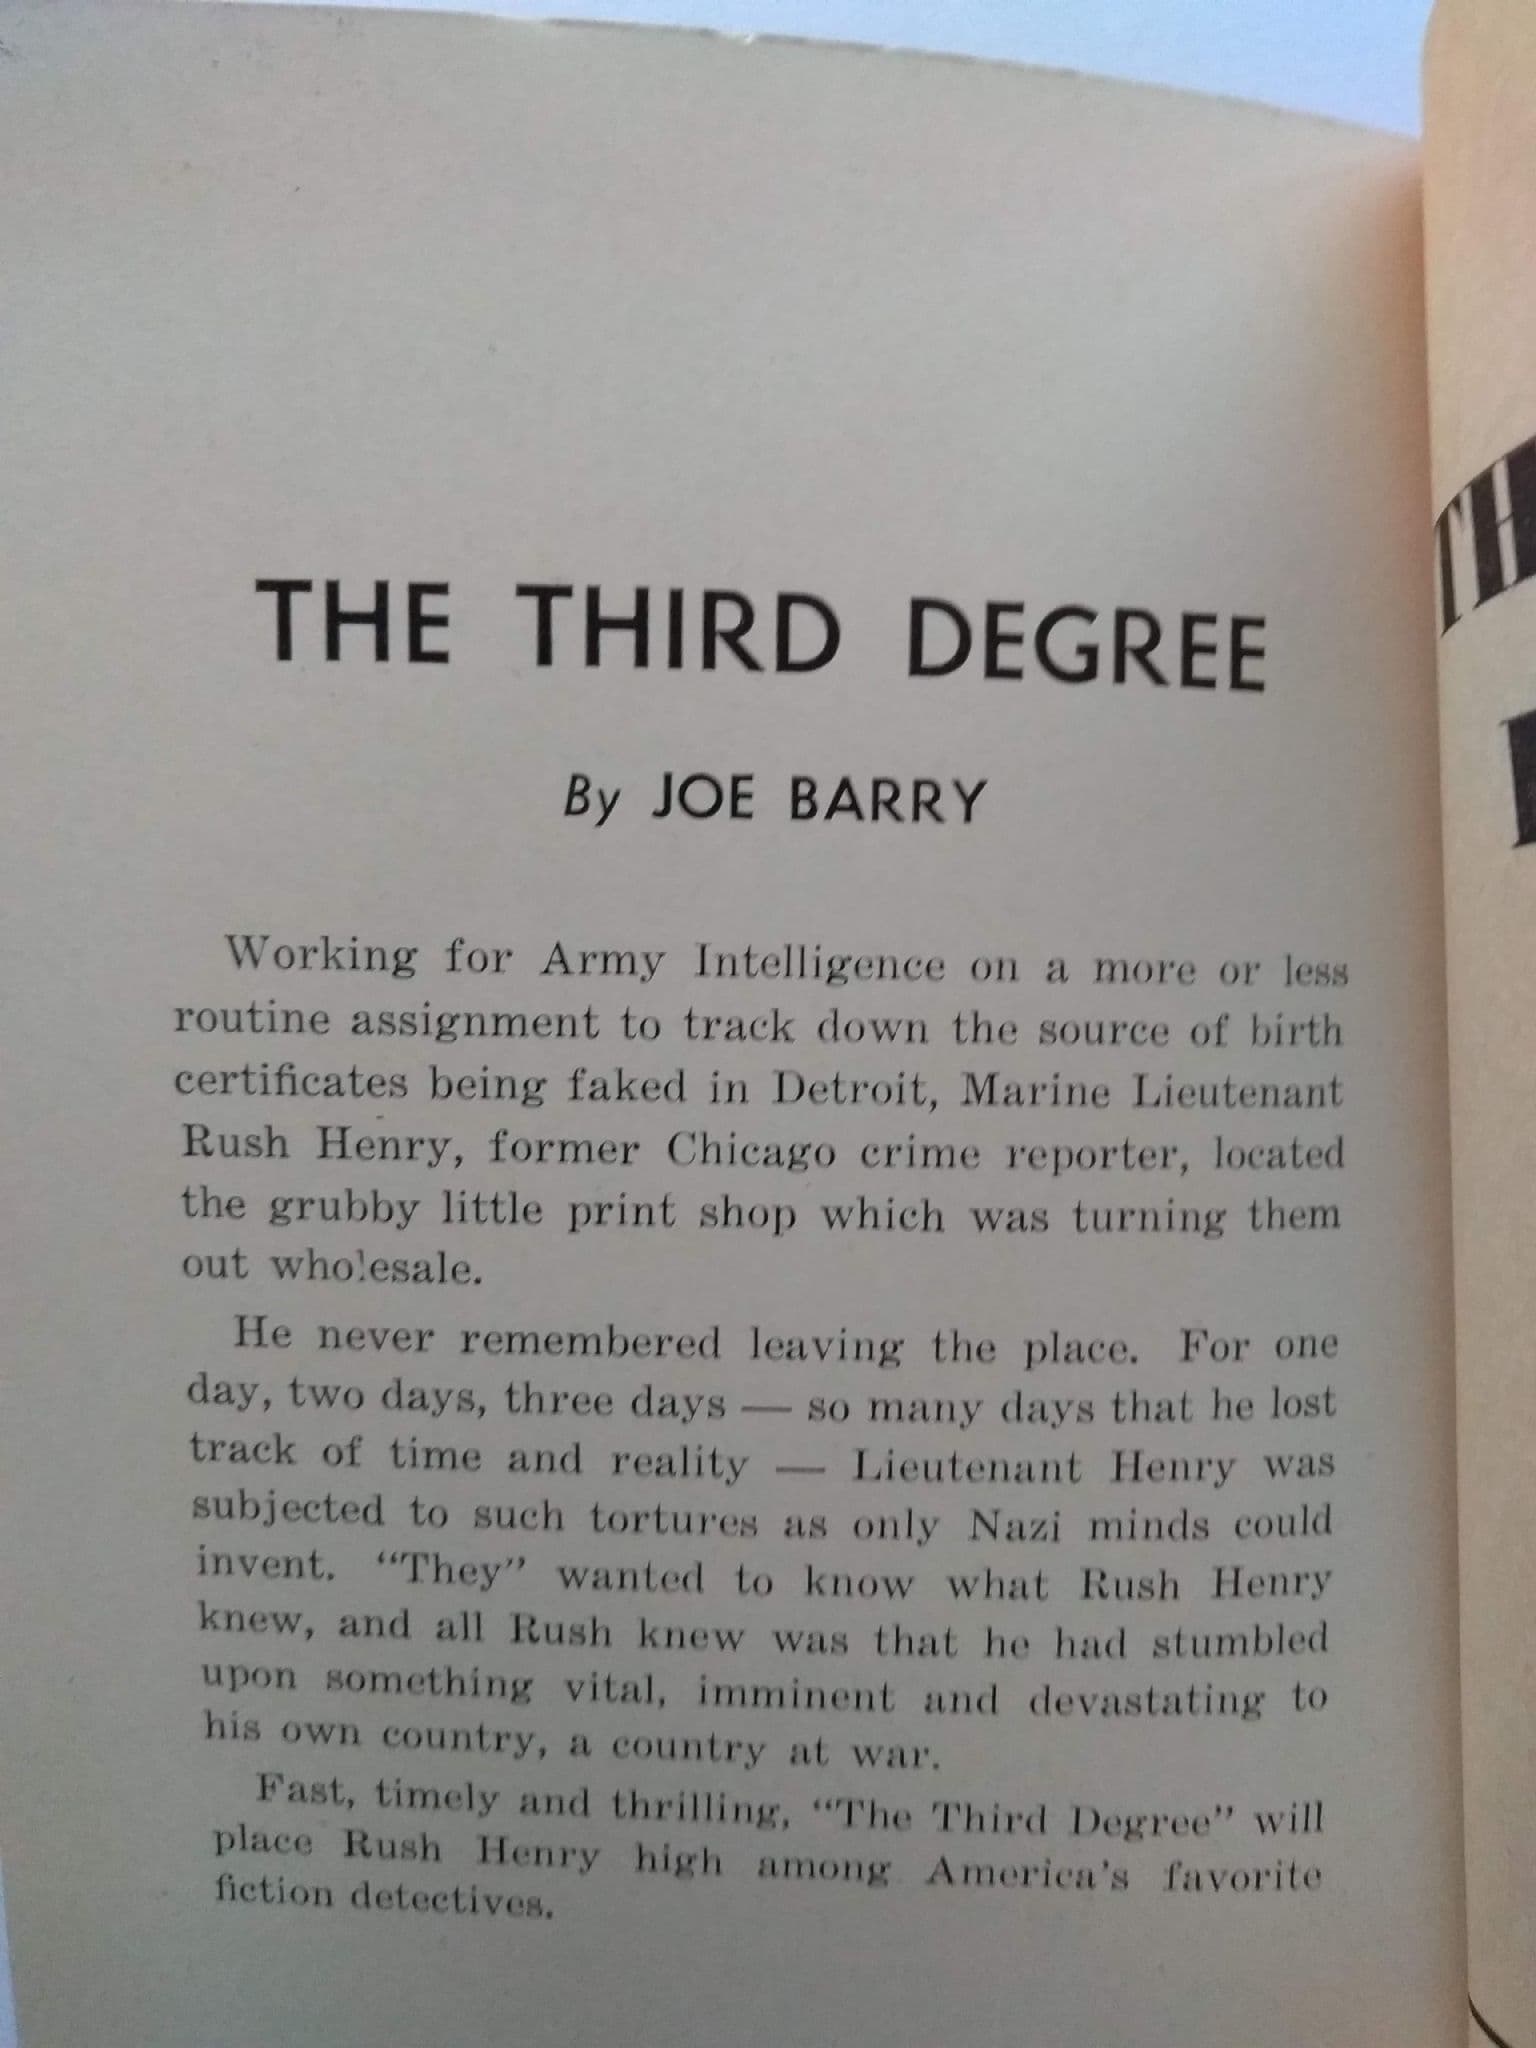 THE THIRD DEGREE
By JOE BARRY
Working for Army Intelligence on a more or less
routine assignment to track down the source of birth
certificates being faked in Detroit, Marine Lieutenant
Rush Henry, former Chicago crime reporter, located
the grubby little print shop which was turning them
out wholesale.
He never remembered leaving the place. For one
day, two days, three days — so many days that he lost
track of time and reality — Lieutenant Henry was
subjected to such tortures as only Nazi minds could
invent. “They” wanted to know what Rush Henry
knew, and all Rush knew was that he had stumbled
upon something vital, imminent and devastating to
his own country, a country at war.
Fast, timely and thrilling, “The Third Degree” will
place Rush Henry high among America's favorite
fiction detectives.
TH